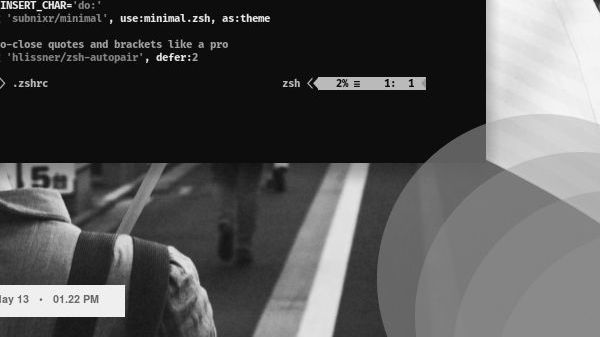 INSERT_CHAR='do:'
'subnixr/minimal', use:minimal.zsh, as:theme
o-close quotes and brackets like a pro
'hlissner/zsh-autopair', defer:2
.zshrc zsh 2% ≡ 1: 1
5
ay 13 • 01.22 PM